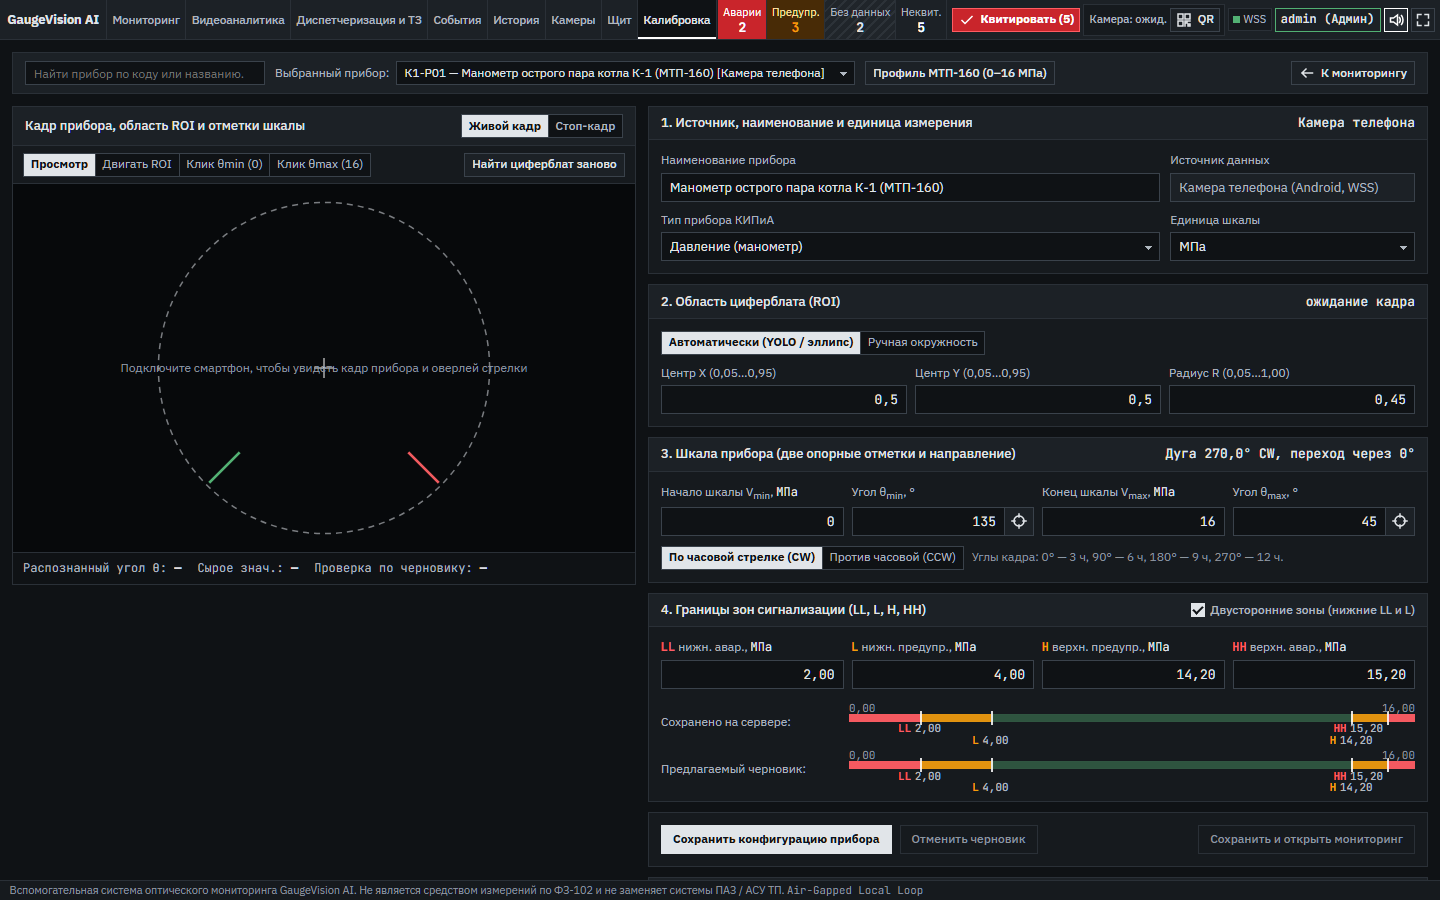 GaugeVision AI Мониторинг Видеоаналитика Диспетчеризация и ТЗ События История Камеры Щит Калибровка Аварии 2 Предупр. 3 Без данных 2 Неквит. 5 Квитировать (5) Камера: ожид. QR WSS admin (Админ)
Найти прибор по коду или названию. Выбранный прибор: К1-Р01 — Манометр острого пара котла К-1 (МТП-160) [Камера телефона] Профиль МТП-160 (0–16 МПа) К мониторингу
Кадр прибора, область ROI и отметки шкалы Живой кадр Стоп-кадр
Просмотр Двигать ROI Клик θmin (0) Клик θmax (16) Найти циферблат заново
Подключите смартфон, чтобы увидеть кадр прибора и оверлей стрелки
Распознанный угол θ: — Сырое знач.: — Проверка по черновику: —
1. Источник, наименование и единица измерения Камера телефона
Наименование прибора Источник данных
Манометр острого пара котла К-1 (МТП-160) Камера телефона (Android, WSS)
Тип прибора КИПиА Единица шкалы
Давление (манометр) МПа
2. Область циферблата (ROI) ожидание кадра
Автоматически (YOLO / эллипс) Ручная окружность
Центр X (0,05…0,95) Центр Y (0,05…0,95) Радиус R (0,05…1,00)
0,5 0,5 0,45
3. Шкала прибора (две опорные отметки и направление) Дуга 270,0° CW, переход через 0°
Начало шкалы Vmin, МПа Угол θmin, ° Конец шкалы Vmax, МПа Угол θmax, °
0 135 16 45
По часовой стрелке (CW) Против часовой (CCW) Углы кадра: 0° — 3 ч, 90° — 6 ч, 180° — 9 ч, 270° — 12 ч.
4. Границы зон сигнализации (LL, L, H, HH) Двусторонние зоны (нижние LL и L)
LL нижн. авар., МПа L нижн. предупр., МПа H верхн. предупр., МПа HH верхн. авар., МПа
2,00 4,00 14,20 15,20
0,00 16,00
Сохранено на сервере:
LL 2,00 HH 15,20
L 4,00 H 14,20
0,00 16,00
Предлагаемый черновик:
LL 2,00 HH 15,20
L 4,00 H 14,20
Сохранить конфигурацию прибора Отменить черновик Сохранить и открыть мониторинг
Вспомогательная система оптического мониторинга GaugeVision AI. Не является средством измерений по ФЗ-102 и не заменяет системы ПАЗ / АСУ ТП. Air-Gapped Local Loop